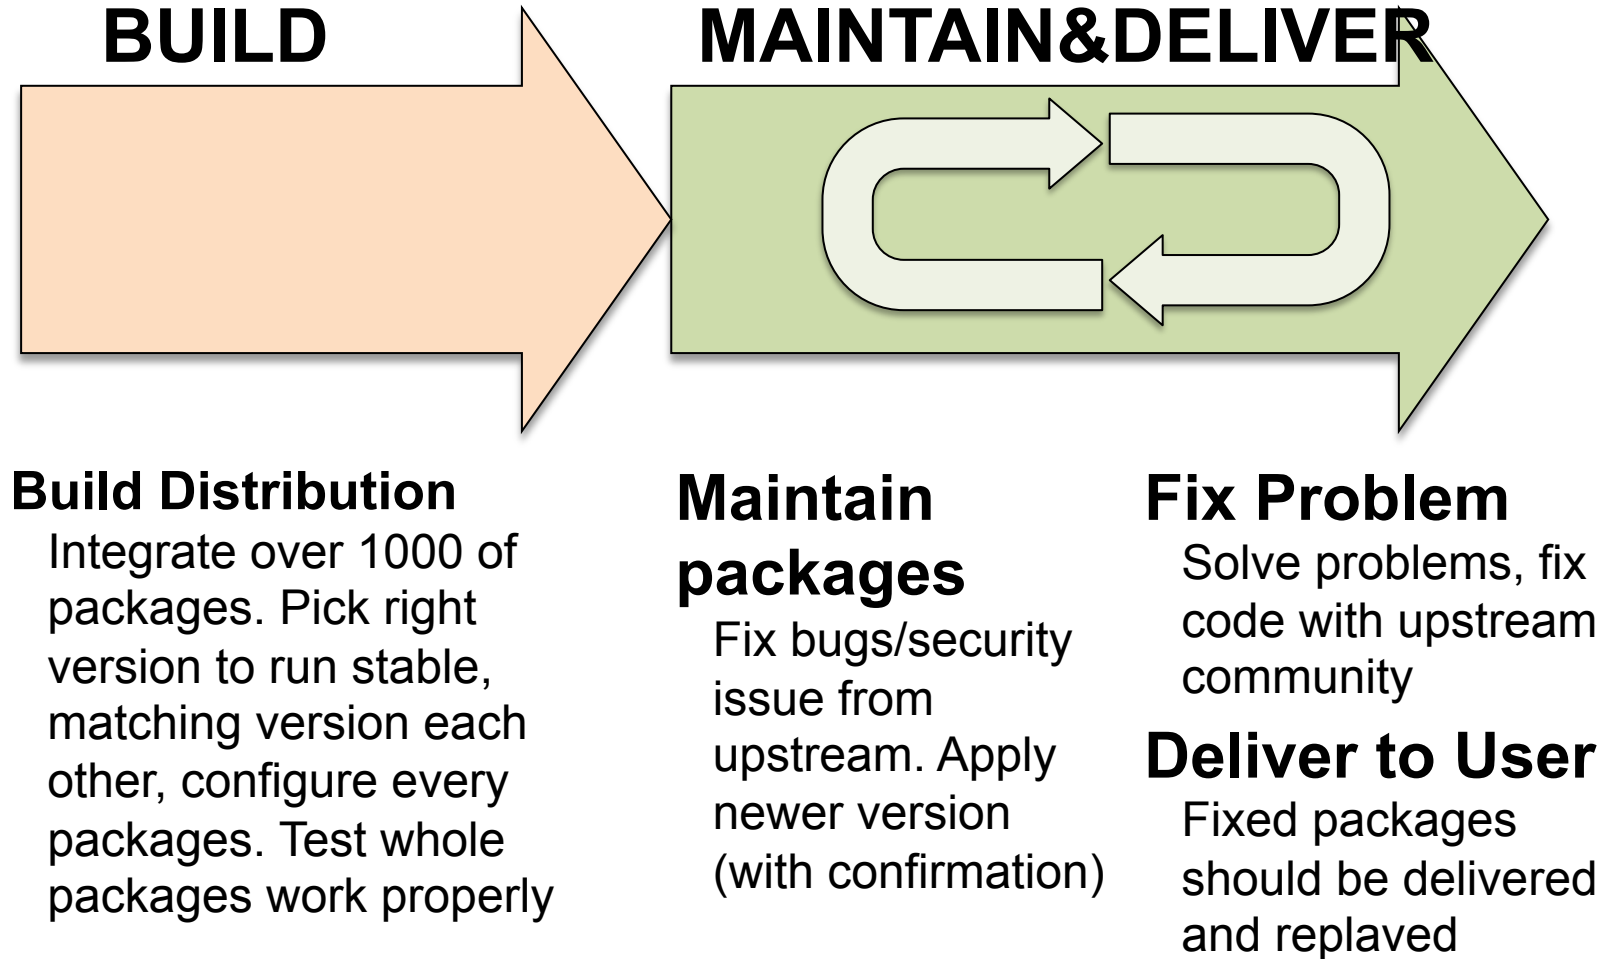 BUILD
MAINTAIN&DELIVER
Build Distribution
Integrate over 1000 of
packages. Pick right
version to run stable,
matching version each
other, configure every
packages. Test whole
packages work properly
Maintain
packages
Fix bugs/security
issue from
upstream. Apply
newer version
(with confirmation)
Fix Problem
Solve problems, fix
code with upstream
community
Deliver to User
Fixed packages
should be delivered
and replaved